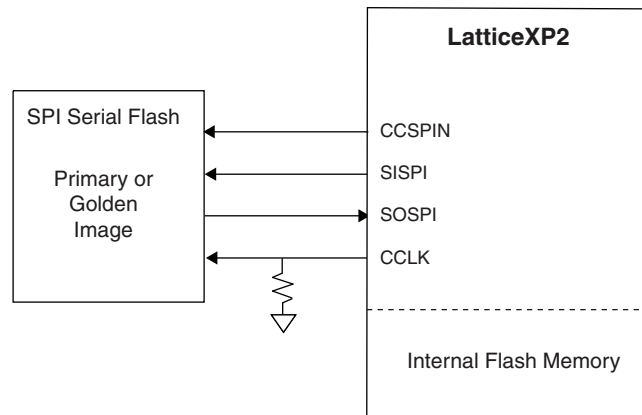 LatticeXP2
SPI Serial Flash
Primary or
Golden
Image
CCSPIN
SISPI
SOSPI
CCLK
Internal Flash Memory